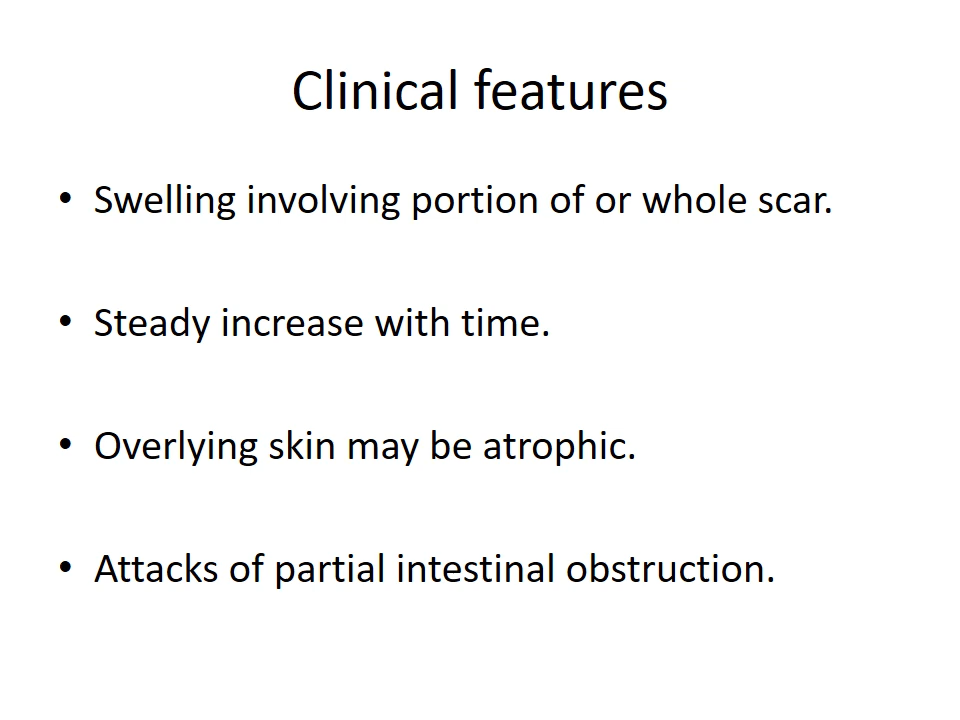 Clinical features
• Swelling involving portion of or whole scar.
• Steady increase with time.
• Overlying skin may be atrophic.
• Attacks of partial intestinal obstruction.